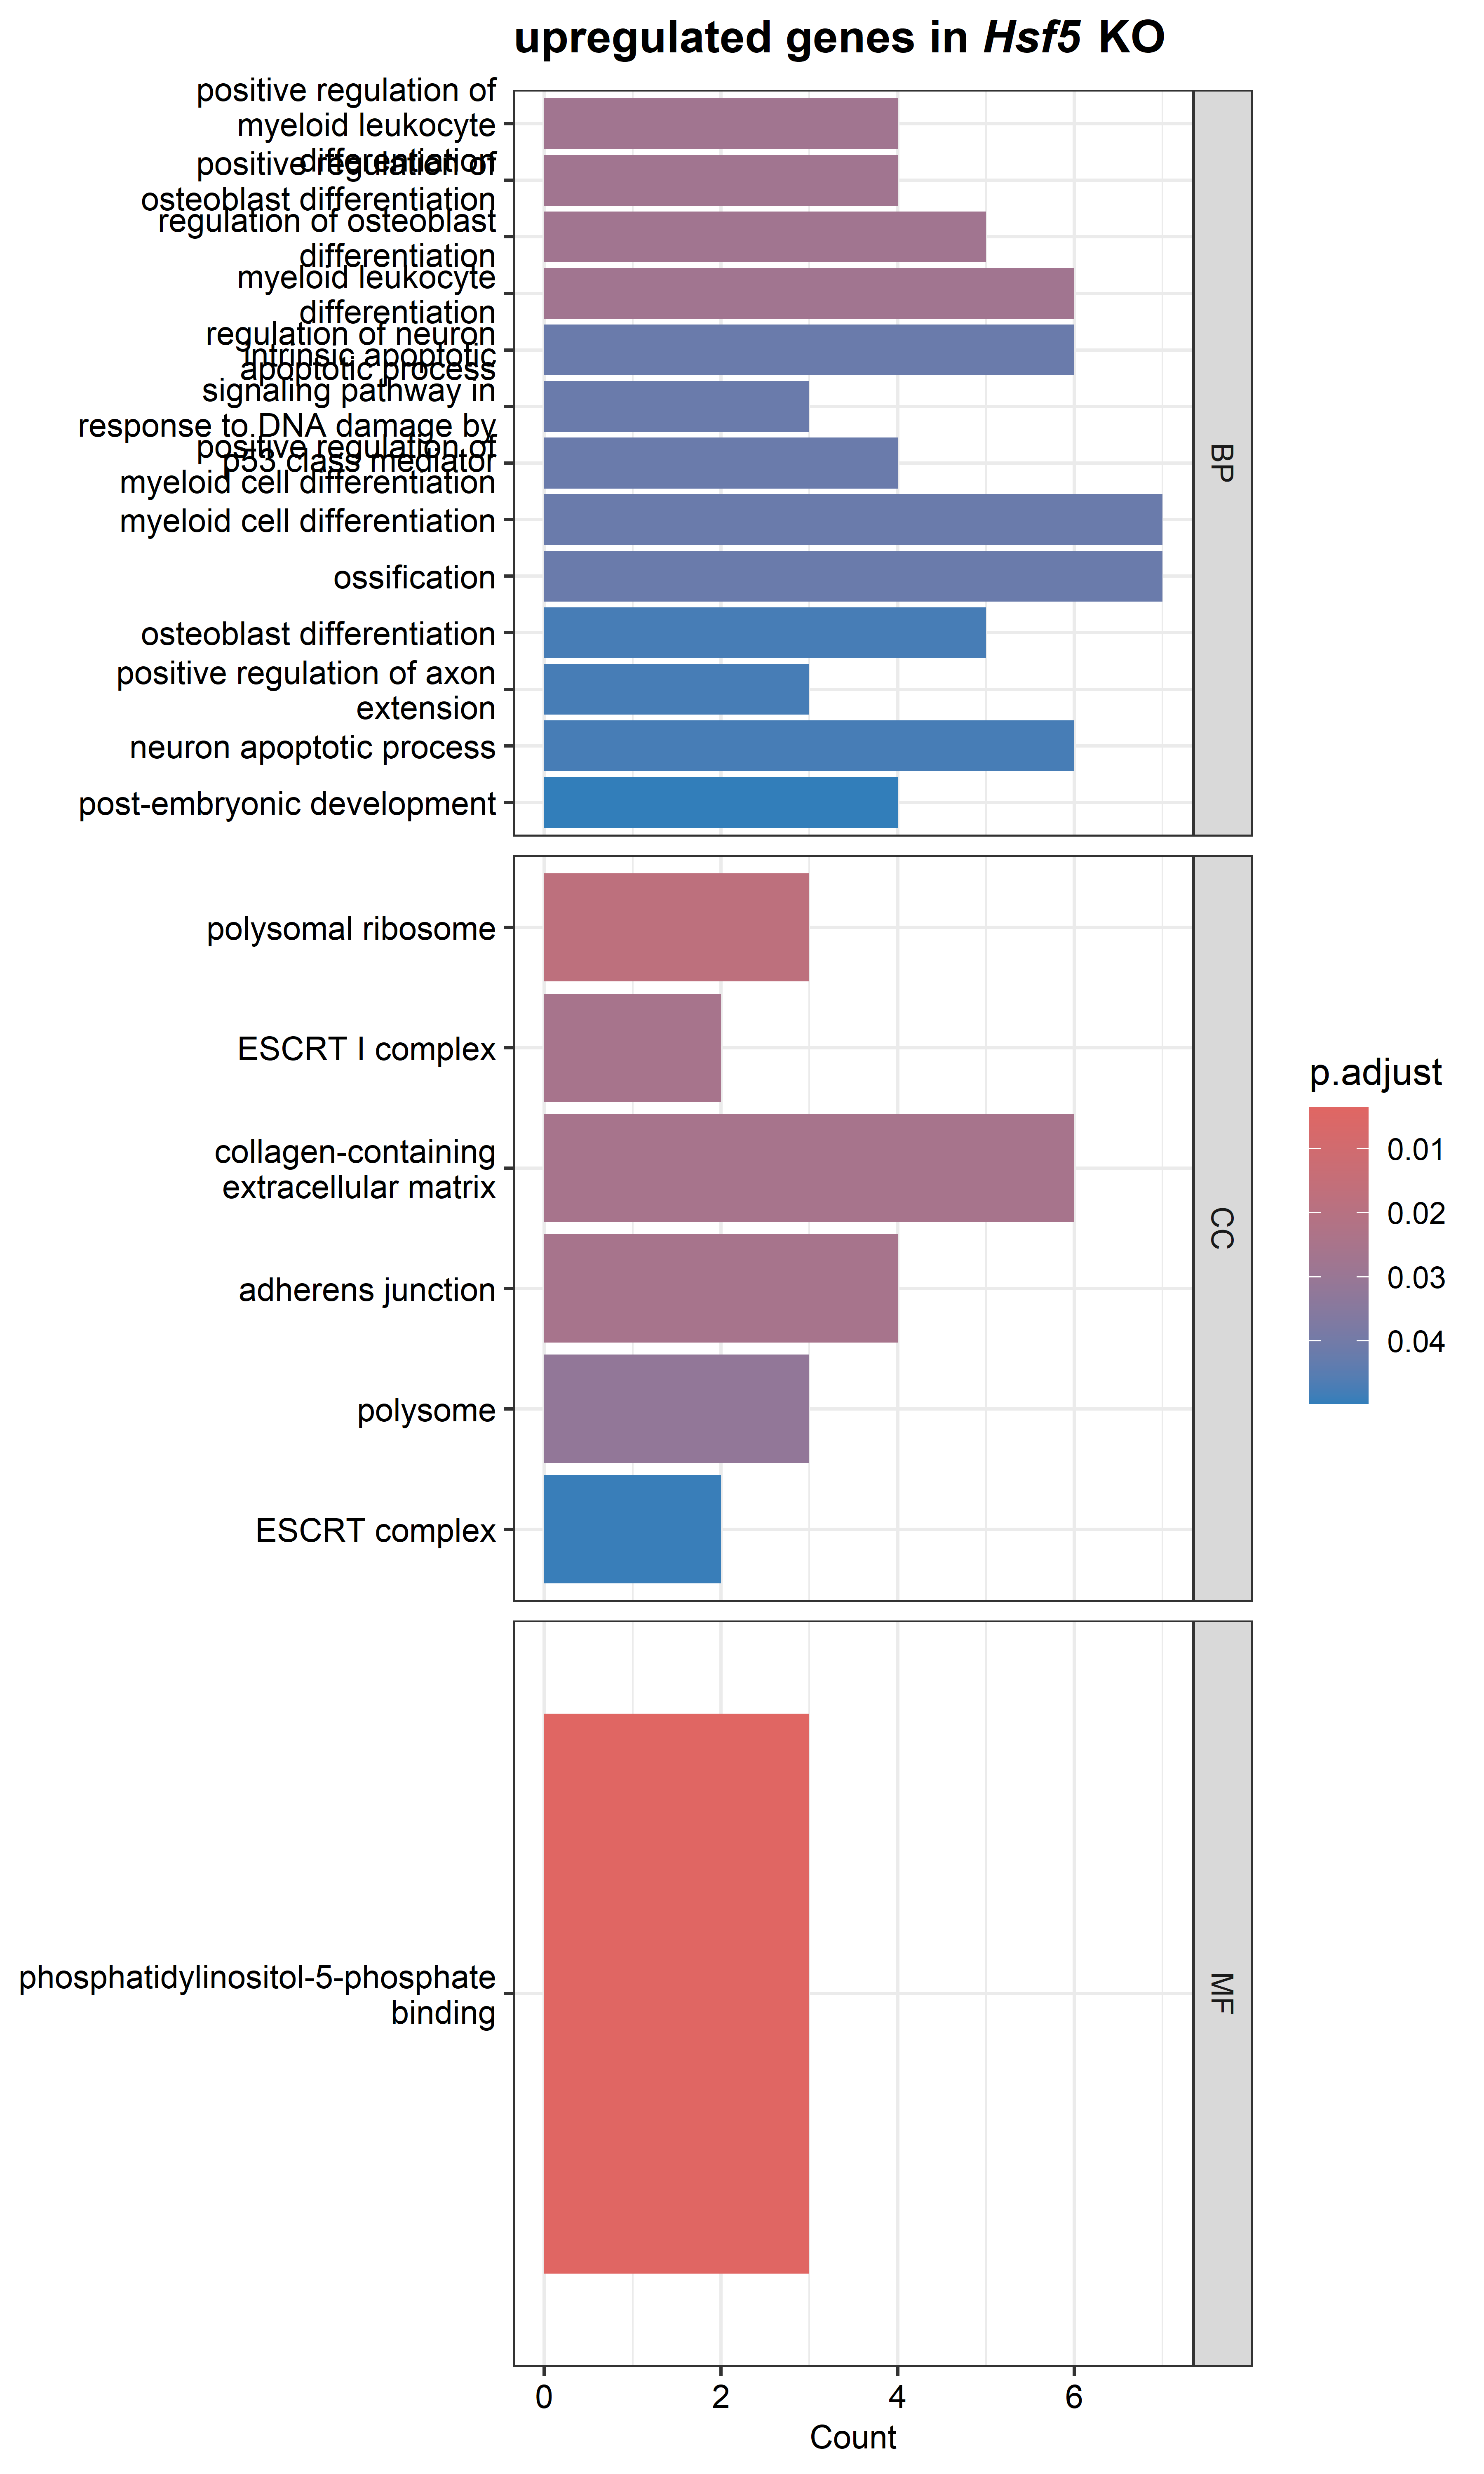 upregulated genes in Hsf5 KO
positive regulation of
myeloid leukocyte
differentiation
positive regulation of
osteoblast differentiation
regulation of osteoblast
differentiation
myeloid leukocyte
differentiation
regulation of neuron
apoptotic process
intrinsic apoptotic
signaling pathway in
response to DNA damage by
p53 class mediator
positive regulation of
myeloid cell differentiation
myeloid cell differentiation
ossification
osteoblast differentiation
positive regulation of axon
extension
neuron apoptotic process
post-embryonic development
BP
polysomal ribosome
ESCRT I complex
collagen-containing
extracellular matrix
adherens junction
polysome
ESCRT complex
CC
phosphatidylinositol-5-phosphate
binding
MF
0 2 4 6
Count
p.adjust
0.01
0.02
0.03
0.04